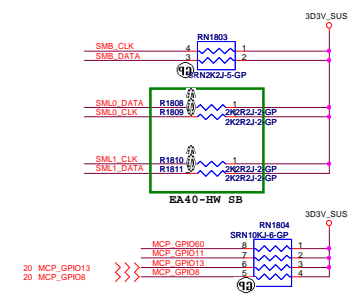 3D3V_SUS
RN1803
SMB_CLK 4 1
SMB_DATA 3 2
SRN2K2J-5-GP
SML0_DATA R1808 1
SML0_CLK R1809 2K2R2J-2-GP
2K2R2J-2-GP
SML1_CLK R1810 1
SML1_DATA R1811 2K2R2J-2-GP
2K2R2J-2-GP
EA40-HW SB
3D3V_SUS
RN1804
SRN10KJ-6-GP
MCP_GPIO60 8 1
MCP_GPIO11 7 2
MCP_GPIO13 6 3
MCP_GPIO8 5 4
20 MCP_GPIO13
20 MCP_GPIO8